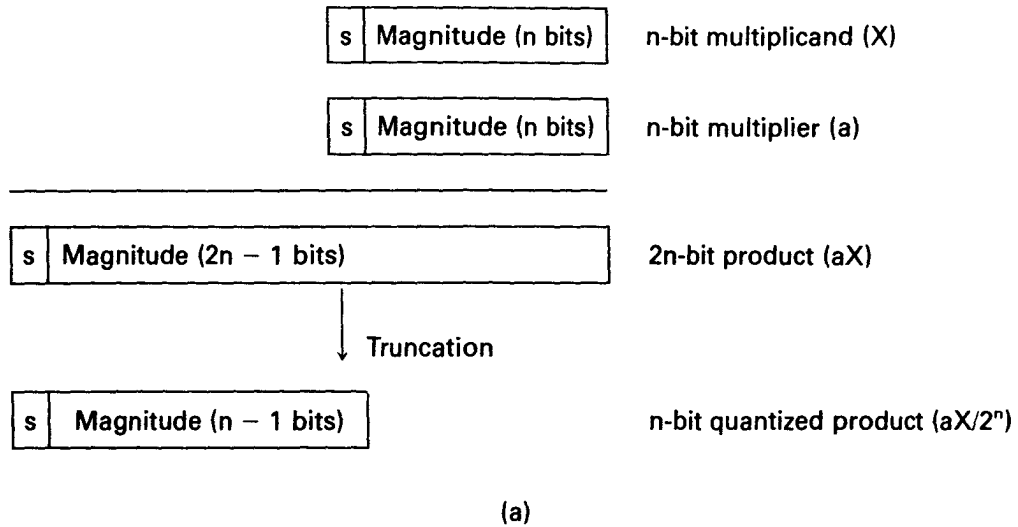 s Magnitude (n bits) n-bit multiplicand (X)
s Magnitude (n bits) n-bit multiplier (a)
s Magnitude (2n − 1 bits) 2n-bit product (aX)
Truncation
s Magnitude (n − 1 bits) n-bit quantized product (aX/2ⁿ)
(a)